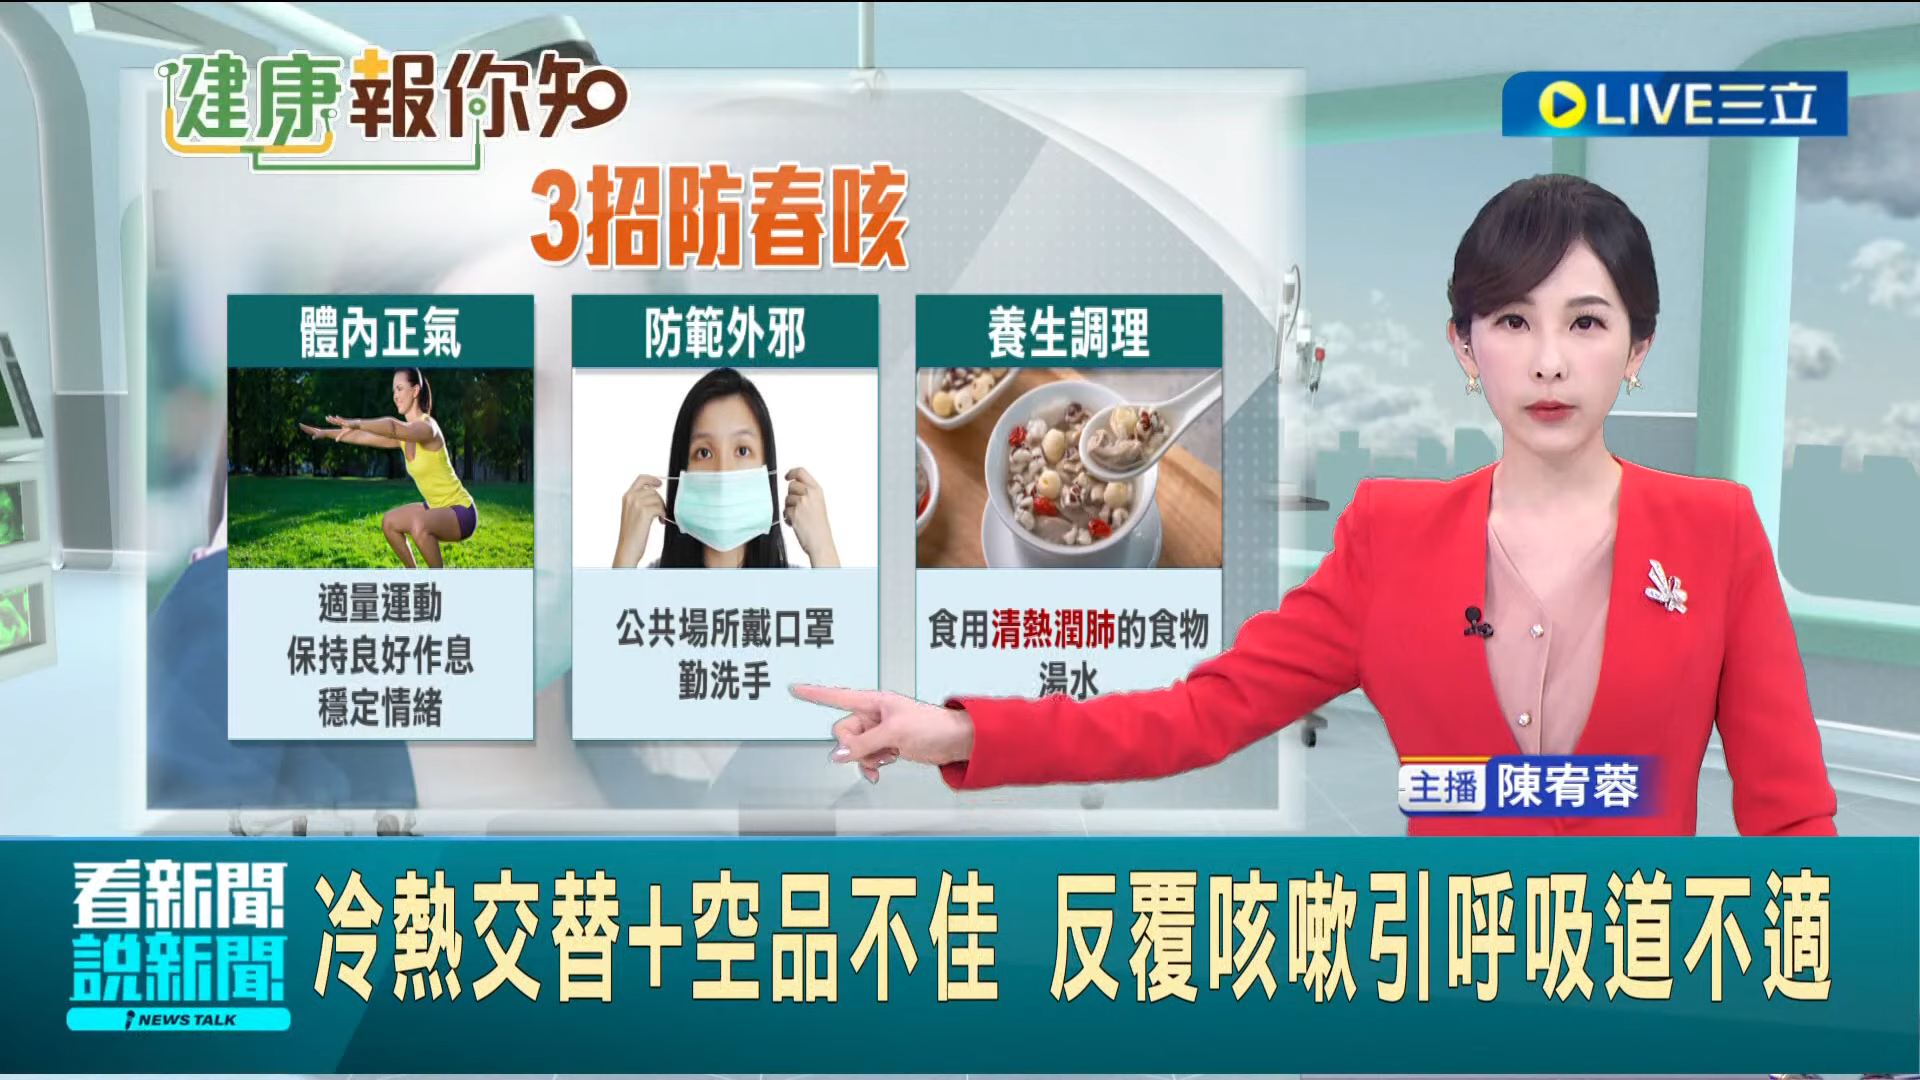 健康報你知
LIVE三立
3招防春咳
體內正氣
適量運動
保持良好作息
穩定情緒
防範外邪
公共場所戴口罩
勤洗手
養生調理
食用清熱潤肺的食物
湯水
主播 陳宥蓉
看新聞
說新聞
NEWS TALK
冷熱交替+空品不佳 反覆咳嗽引呼吸道不適